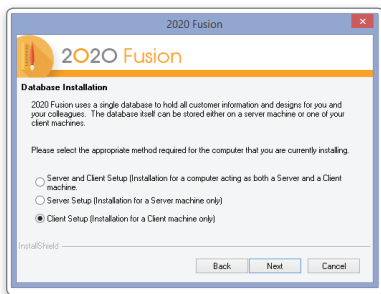 2020 Fusion
2020 Fusion
Database Installation
2020 Fusion uses a single database to hold all customer information and designs for you and
your colleagues. The database itself can be stored either on a server machine or one of your
client machines.
Please select the appropriate method required for the computer that you are currently installing.
Server and Client Setup (Installation for a computer acting as both a Server and a Client
machine.
Server Setup (Installation for a Server machine only)
Client Setup (Installation for a Client machine only)
InstallShield
Back Next Cancel